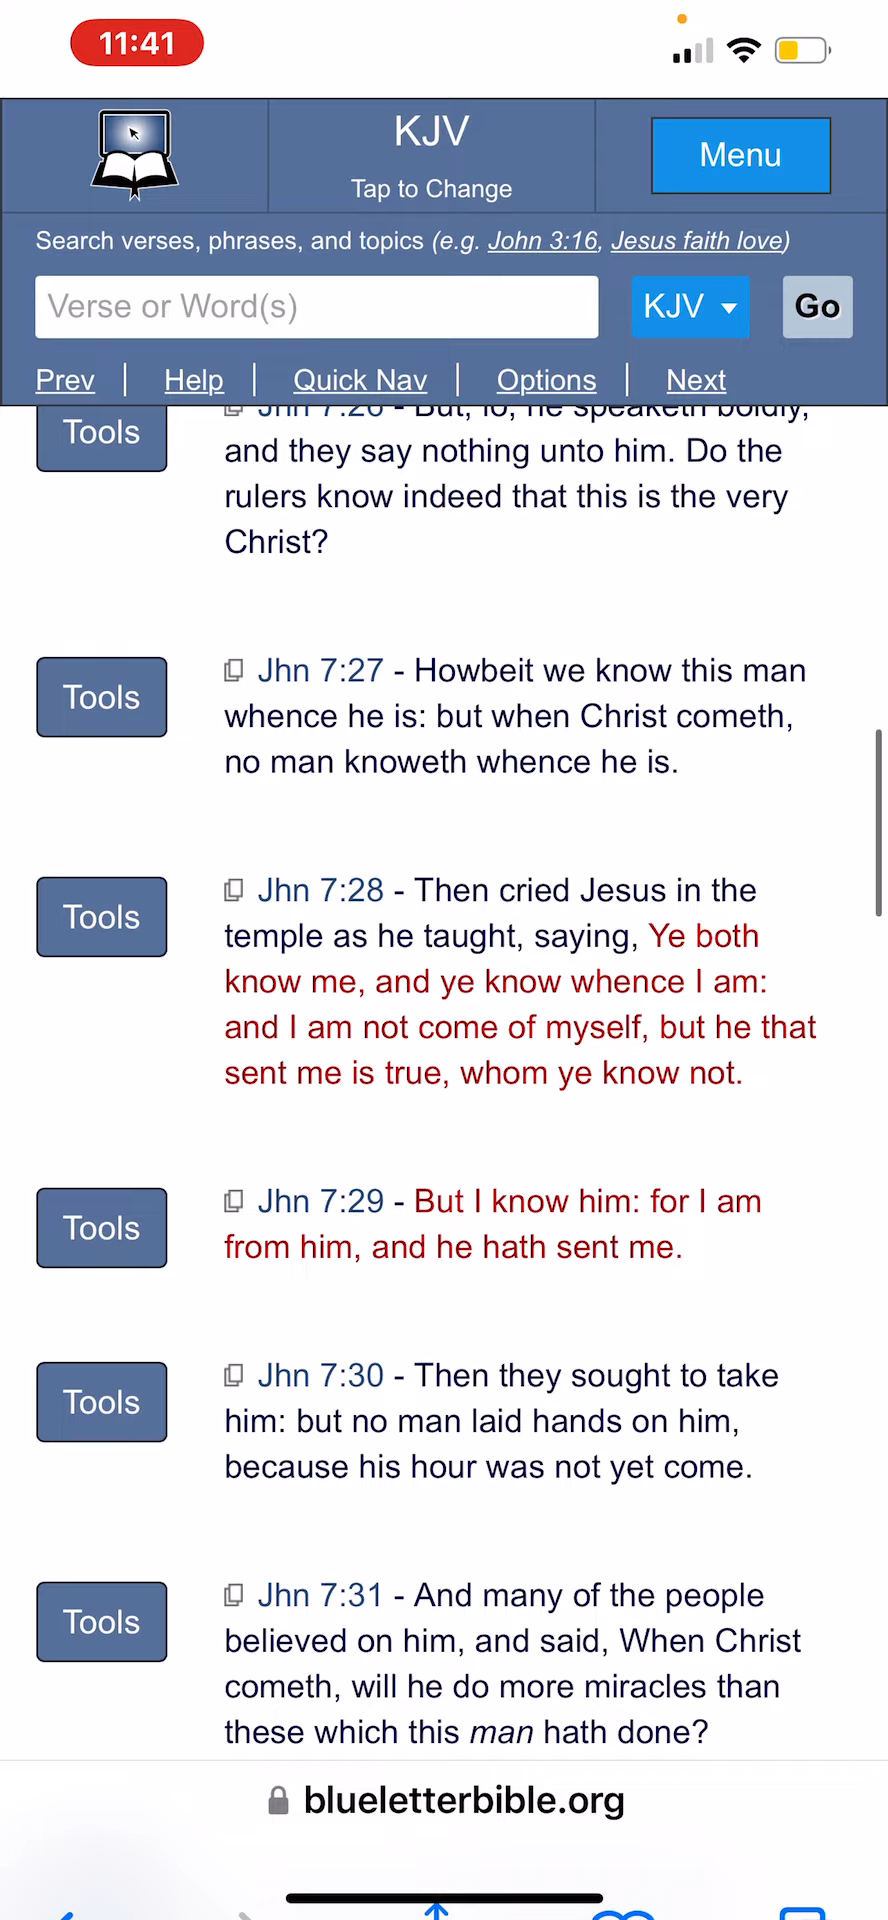 11:41
KJV
Tap to Change
Menu
Search verses, phrases, and topics (e.g. John 3:16, Jesus faith love)
Verse or Word(s)
KJV
Go
Prev | Help | Quick Nav | Options | Next
Tools
Jhn 7:26 - But, lo, he speaketh boldly,
and they say nothing unto him. Do the
rulers know indeed that this is the very
Christ?
Tools
Jhn 7:27 - Howbeit we know this man
whence he is: but when Christ cometh,
no man knoweth whence he is.
Tools
Jhn 7:28 - Then cried Jesus in the
temple as he taught, saying, Ye both
know me, and ye know whence I am:
and I am not come of myself, but he that
sent me is true, whom ye know not.
Tools
Jhn 7:29 - But I know him: for I am
from him, and he hath sent me.
Tools
Jhn 7:30 - Then they sought to take
him: but no man laid hands on him,
because his hour was not yet come.
Tools
Jhn 7:31 - And many of the people
believed on him, and said, When Christ
cometh, will he do more miracles than
these which this man hath done?
blueletterbible.org